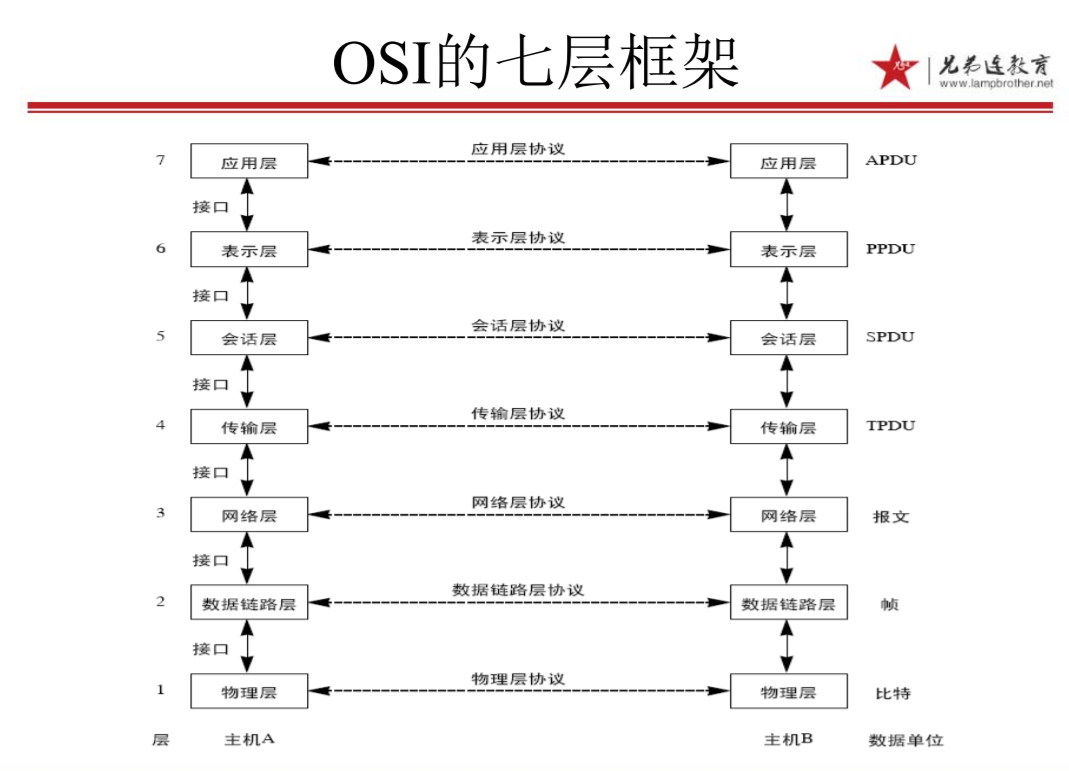 OSI的七层框架
兄弟连教育
www.lampbrother.net
7 应用层 应用层协议 应用层 APDU
接口
6 表示层 表示层协议 表示层 PPDU
接口
5 会话层 会话层协议 会话层 SPDU
接口
4 传输层 传输层协议 传输层 TPDU
接口
3 网络层 网络层协议 网络层 报文
接口
2 数据链路层 数据链路层协议 数据链路层 帧
接口
1 物理层 物理层协议 物理层 比特
层 主机A 主机B 数据单位